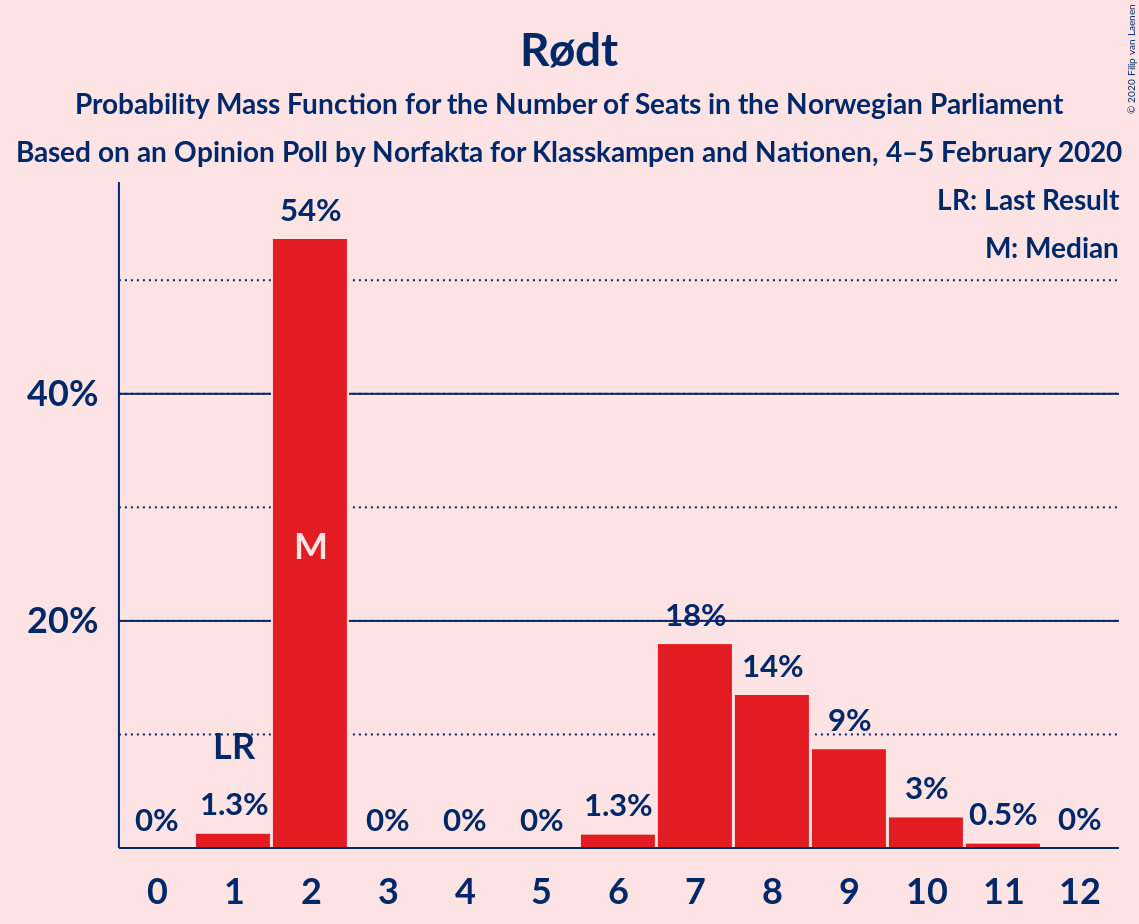 Rødt
Probability Mass Function for the Number of Seats in the Norwegian Parliament
Based on an Opinion Poll by Norfakta for Klasskampen and Nationen, 4–5 February 2020
© 2020 Filip van Laenen
LR: Last Result
M: Median
40%
20%
0%
LR
1.3%
54%
M
0%
0%
0%
1.3%
18%
14%
9%
3%
0.5%
0%
0 1 2 3 4 5 6 7 8 9 10 11 12